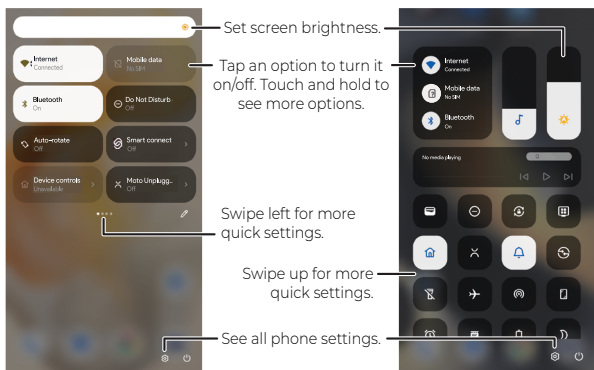 Set screen brightness.
Internet
Connected
Mobile data
No SIM
Tap an option to turn it
on/off. Touch and hold to
see more options.
Bluetooth
On
Do Not Disturb
Off
Auto-rotate
Off
Smart connect
Off
Device controls
Unavailable
Moto Unplugg..
Off
Swipe left for more
quick settings.
Swipe up for more
quick settings.
See all phone settings.
Internet
Connected
Mobile data
No SIM
Bluetooth
On
No media playing